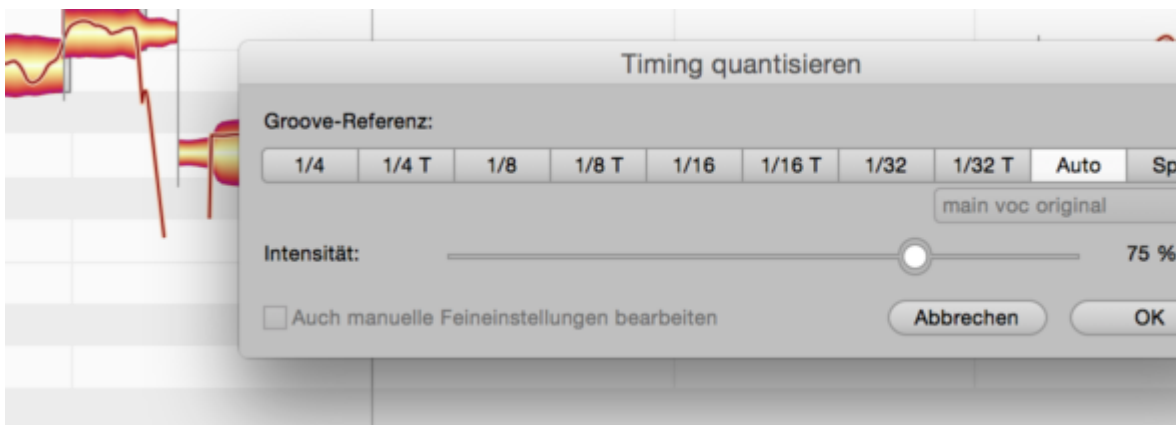 Timing quantisieren
Groove-Referenz:
1/4 1/4 T 1/8 1/8 T 1/16 1/16 T 1/32 1/32 T Auto Sp
main voc original
Intensität: 75 %
Auch manuelle Feineinstellungen bearbeiten Abbrechen OK